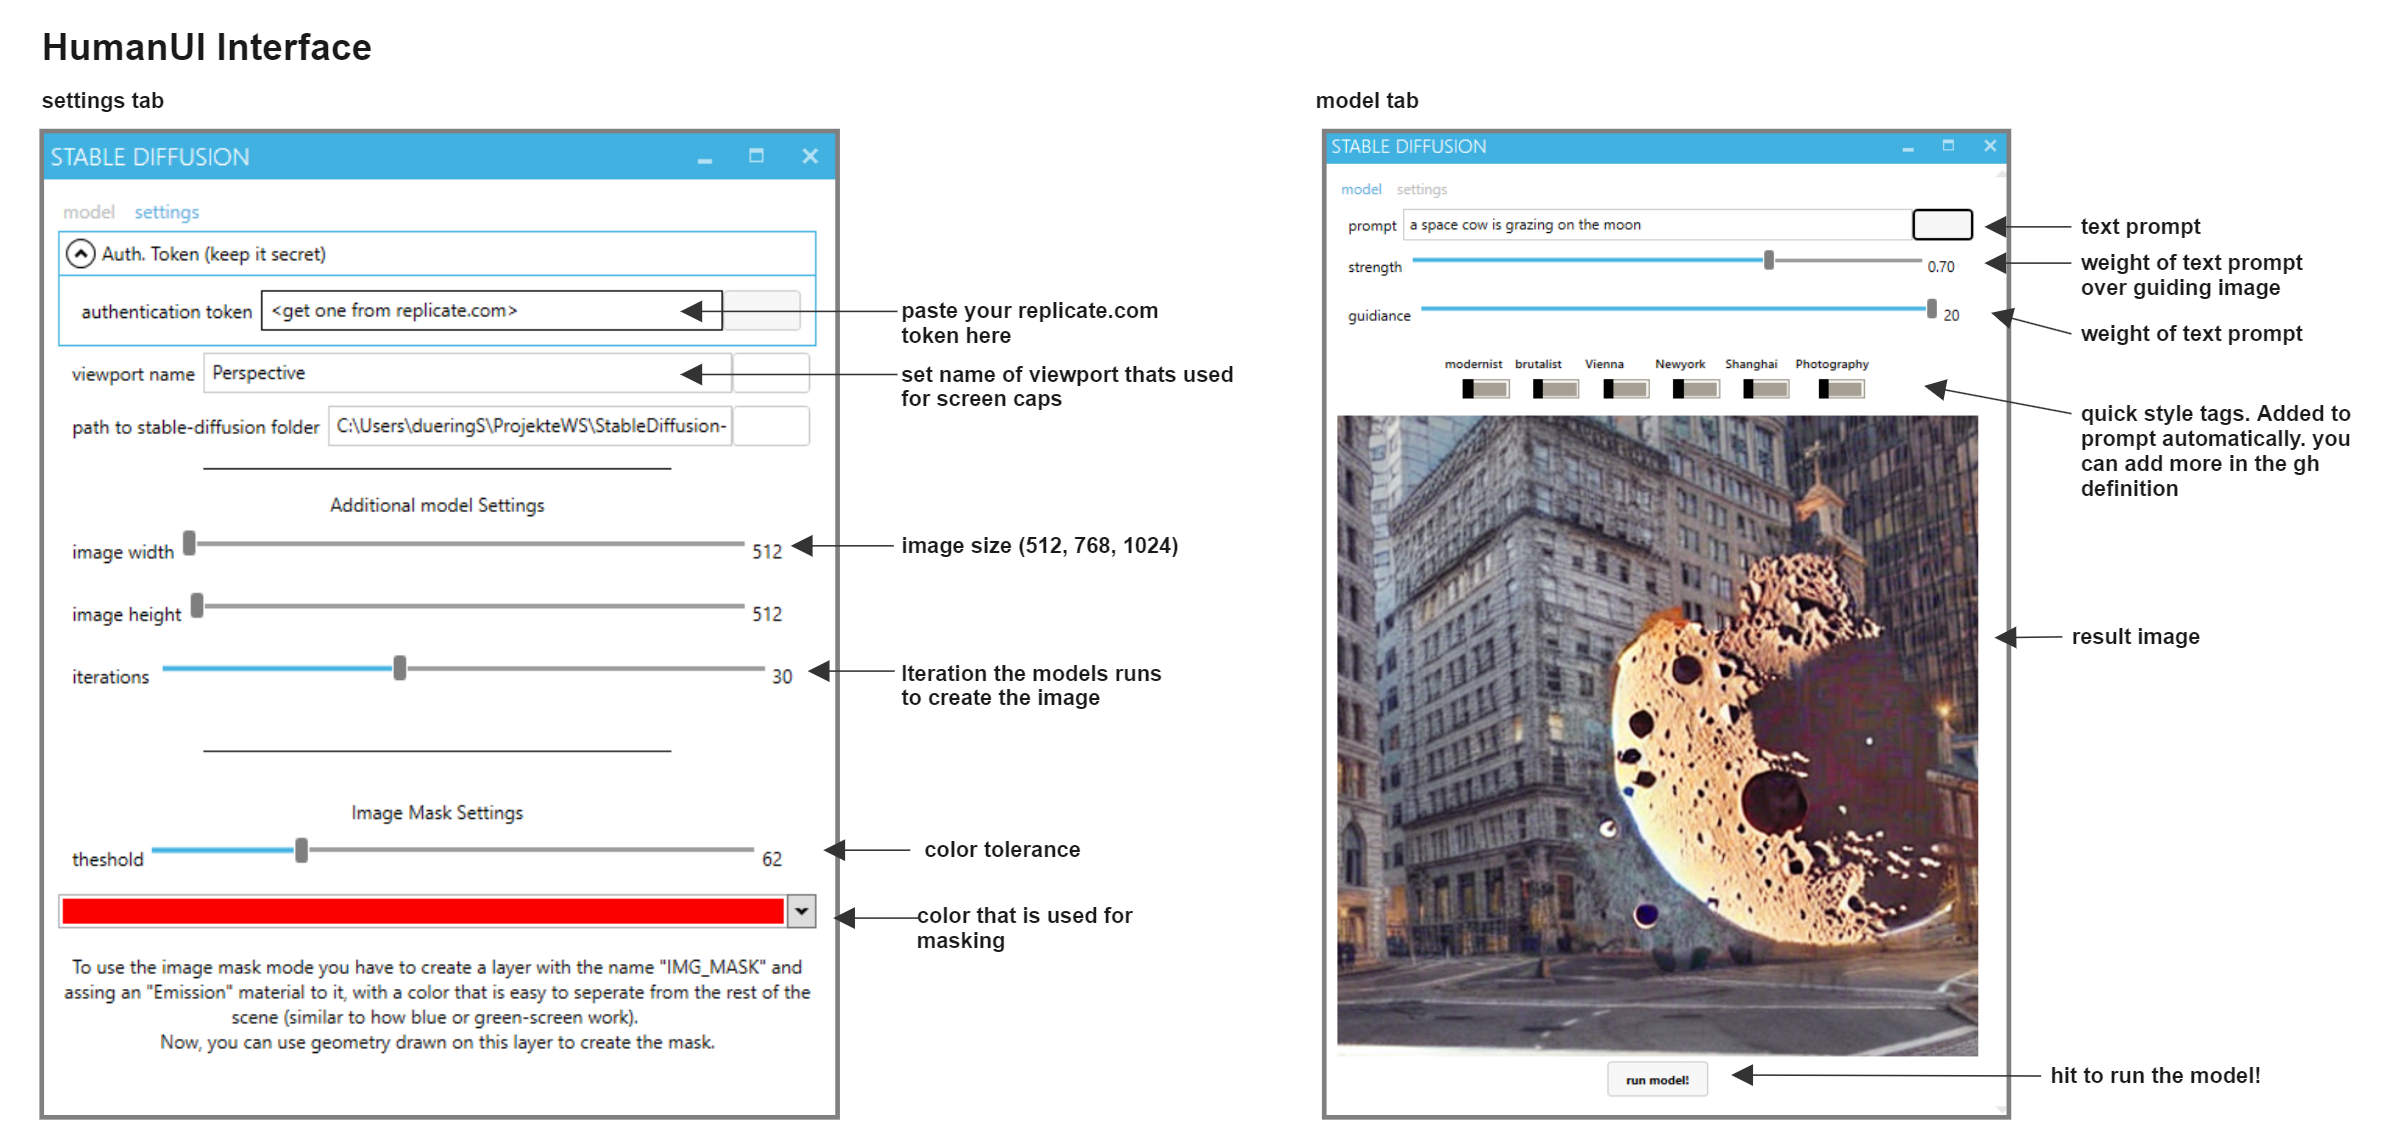 HumanUI Interface
settings tab
STABLE DIFFUSION
model settings
Auth. Token (keep it secret)
authentication token <get one from replicate.com>
paste your replicate.com
token here
viewport name Perspective
set name of viewport thats used
for screen caps
path to stable-diffusion folder C:\Users\dueringS\ProjekteWS\StableDiffusion-
Additional model Settings
image width 512
image size (512, 768, 1024)
image height 512
iterations 30
Iteration the models runs
to create the image
Image Mask Settings
theshold 62
color tolerance
color that is used for
masking
To use the image mask mode you have to create a layer with the name "IMG_MASK" and
assing an "Emission" material to it, with a color that is easy to seperate from the rest of the
scene (similar to how blue or green-screen work).
Now, you can use geometry drawn on this layer to create the mask.
model tab
STABLE DIFFUSION
model settings
prompt a space cow is grazing on the moon
text prompt
strength 0.70
weight of text prompt
over guiding image
guidiance 20
weight of text prompt
modernist brutalist Vienna Newyork Shanghai Photography
quick style tags. Added to
prompt automatically. you
can add more in the gh
definition
result image
run model!
hit to run the model!